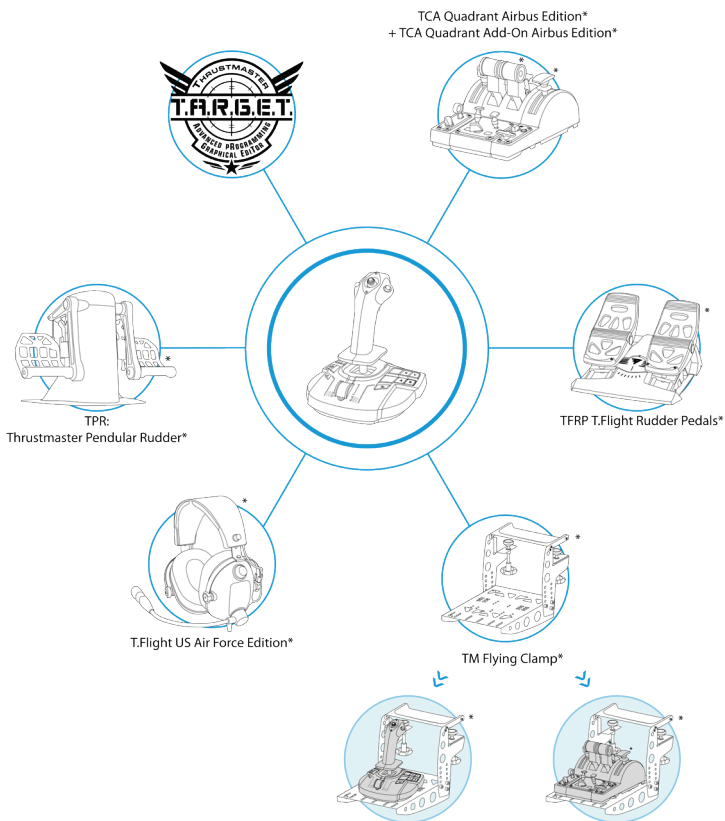 TCA Quadrant Airbus Edition*
+ TCA Quadrant Add-On Airbus Edition*
THRUSTMASTER
T.A.R.G.E.T.
ADVANCED pROgRAMMING
GRAPHICAL EdiToR
*
*
*
*
TPR:
Thrustmaster Pendular Rudder*
TFRP T.Flight Rudder Pedals*
*
*
T.Flight US Air Force Edition*
TM Flying Clamp*
*
*
*